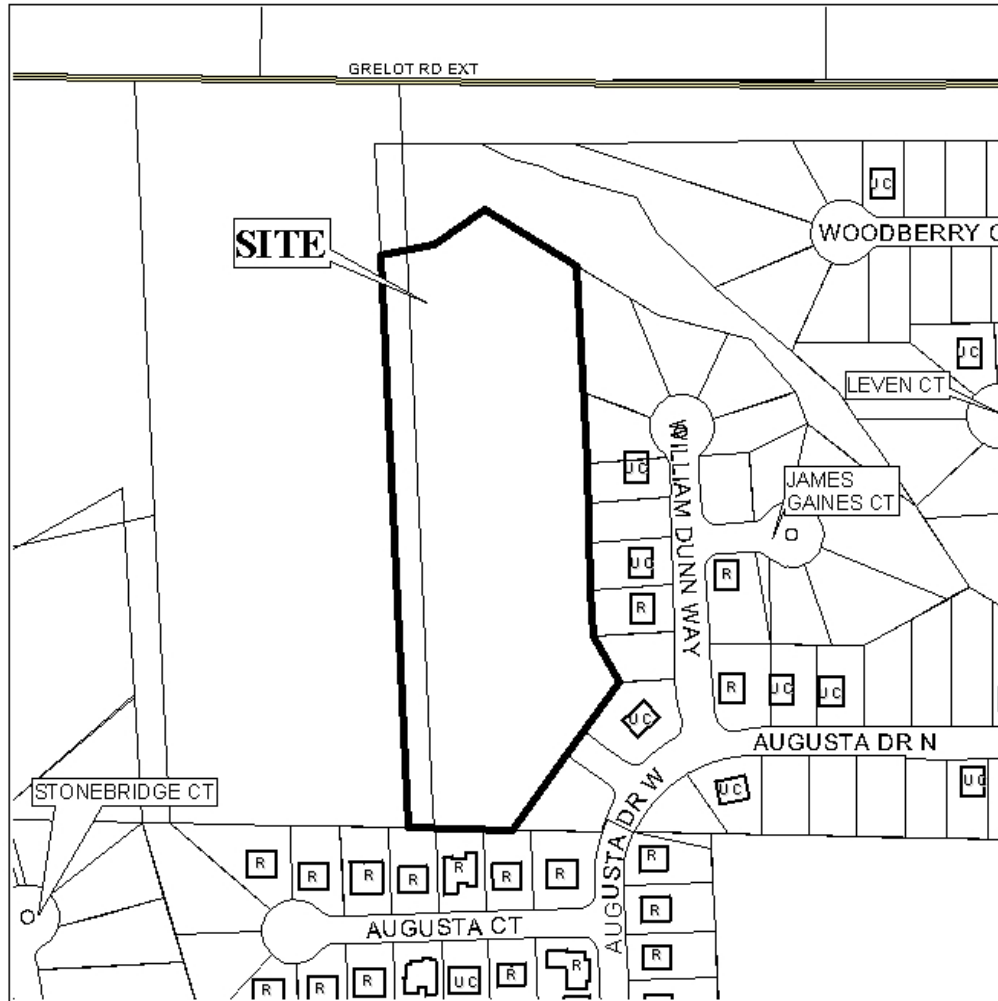 GRELOT RD EXT
UC
WOODBERRY C
SITE
UC
LEVEN CT
WILLIAM DUNN WAY
UC
JAMES
GAINES CT
UC
R
R
R
UC
UC
UC
AUGUSTA DR N
STONEBRIDGE CT
UC
UC
AUGUSTA DR W
R
R
R
R
R
R
R
R
R
AUGUSTA CT
R
R
R
R
R
UC
R
R